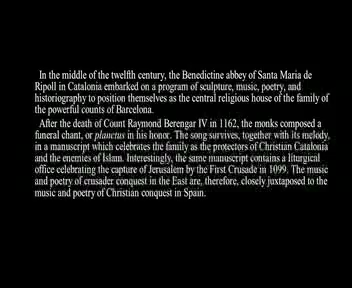 In the middle of the twelfth century, the Benedictine abbey of Santa Maria de
Ripoll in Catalonia embarked on a program of sculpture, music, poetry, and
historiography to position themselves as the central religious house of the family of
the powerful counts of Barcelona.
After the death of Count Raymond Berengar IV in 1162, the monks composed a
funeral chant, or planctus in his honor. The song survives, together with its melody,
in a manuscript which celebrates the family as the protectors of Christian Catalonia
and the enemies of Islam. Interestingly, the same manuscript contains a liturgical
office celebrating the capture of Jerusalem by the First Crusade in 1099. The music
and poetry of crusader conquest in the East are, therefore, closely juxtaposed to the
music and poetry of Christian conquest in Spain.